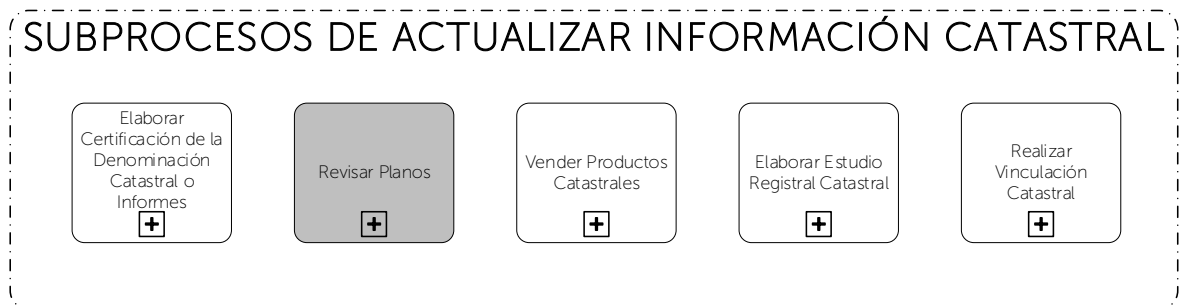 SUBPROCESOS DE ACTUALIZAR INFORMACIÓN CATASTRAL
Elaborar
Certificación de la
Denominación
Catastral o
Informes
Revisar Planos
Vender Productos
Catastrales
Elaborar Estudio
Registral Catastral
Realizar
Vinculación
Catastral